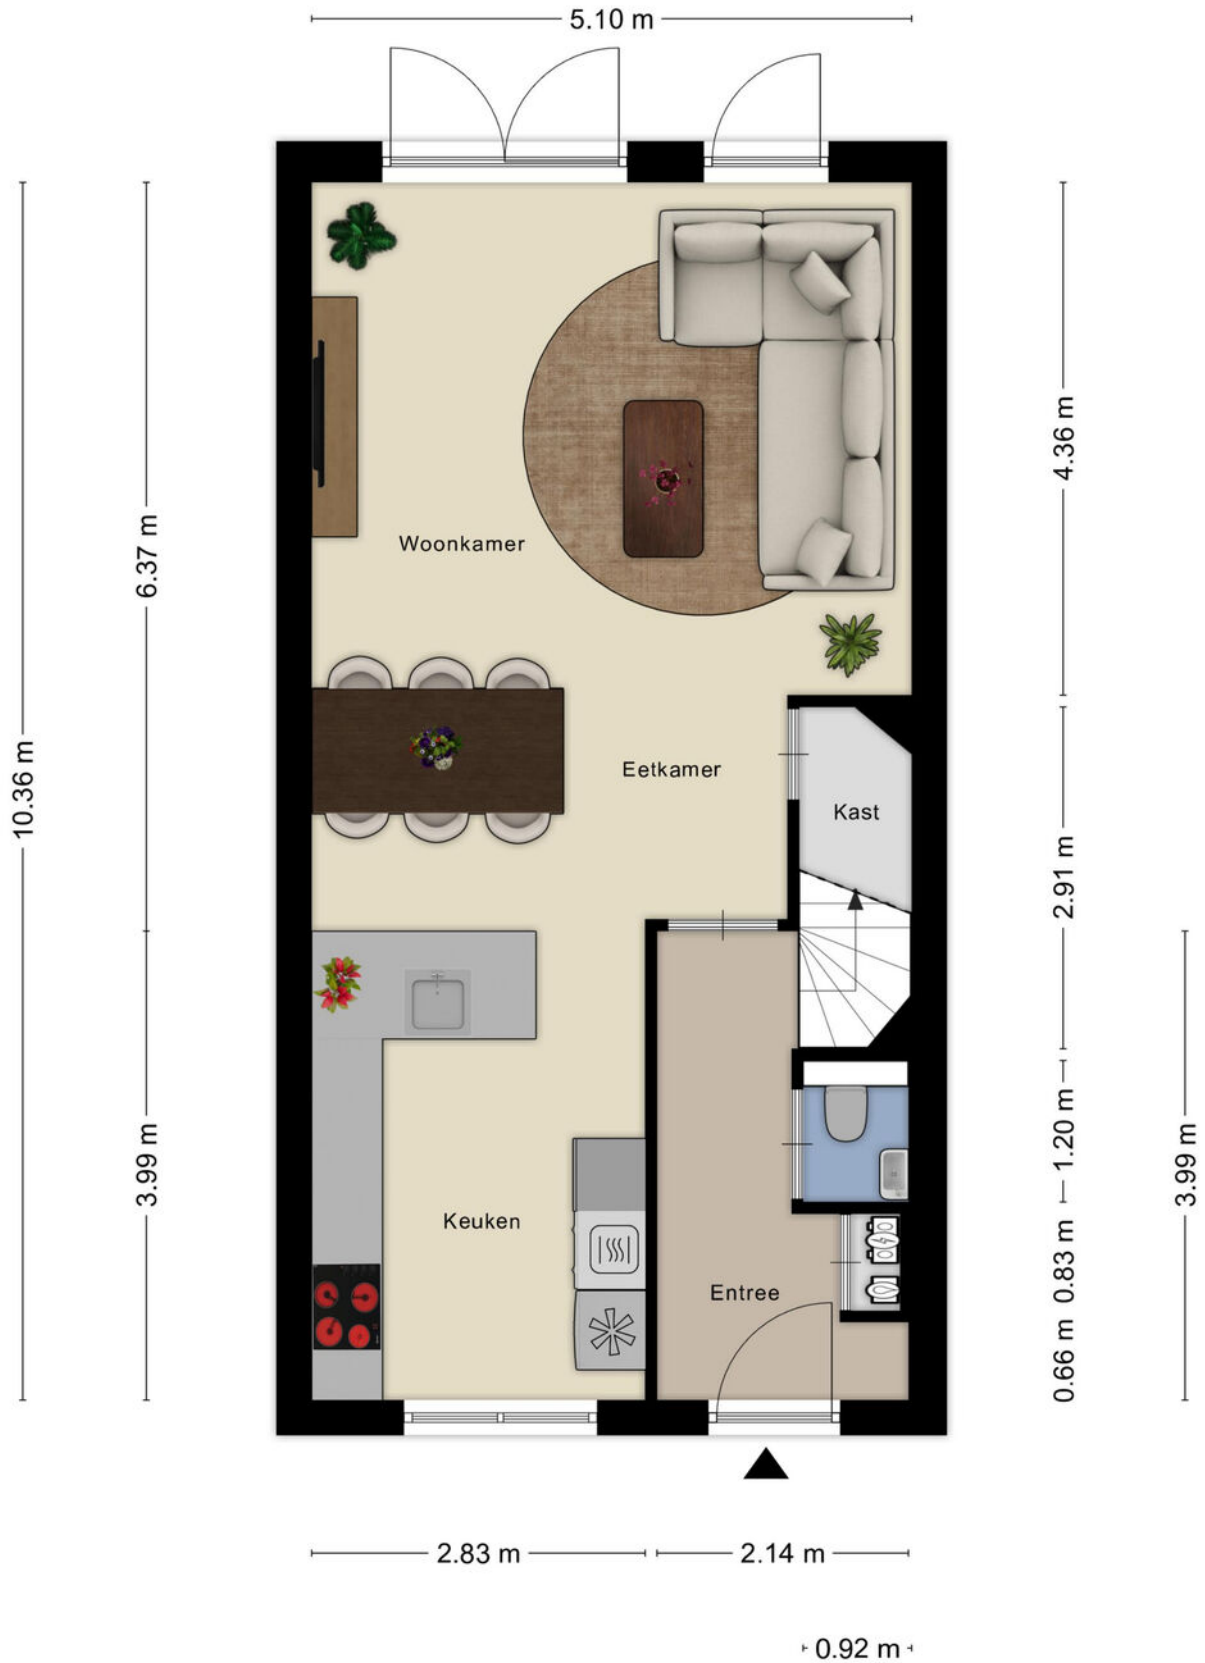 5.10 m
4.36 m
6.37 m
Woonkamer
10.36 m
Eetkamer
Kast
2.91 m
3.99 m
1.20 m
3.99 m
Keuken
0.83 m
Entree
0.66 m
2.83 m
2.14 m
0.92 m